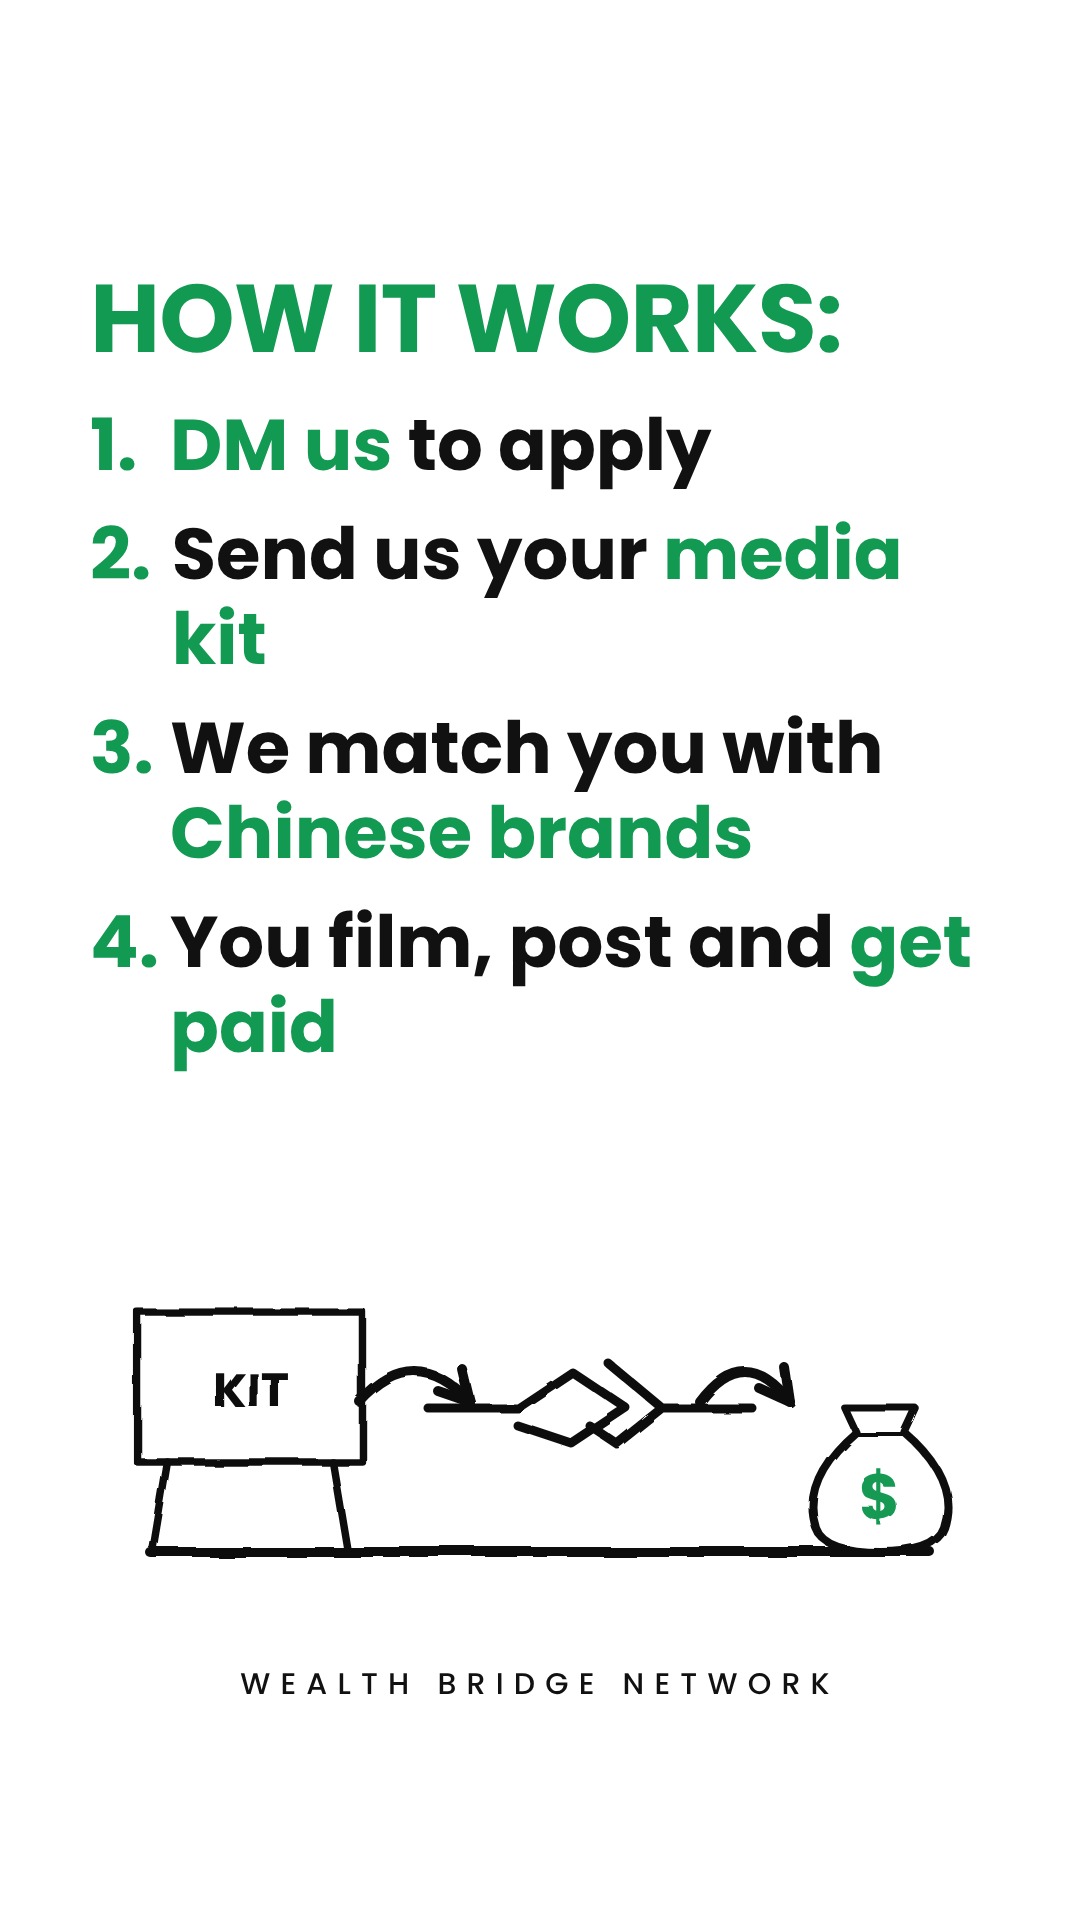 HOW IT WORKS:
1. DM us to apply
2. Send us your media
kit
3. We match you with
Chinese brands
4. You film, post and get
paid
KIT
$
WEALTH BRIDGE NETWORK